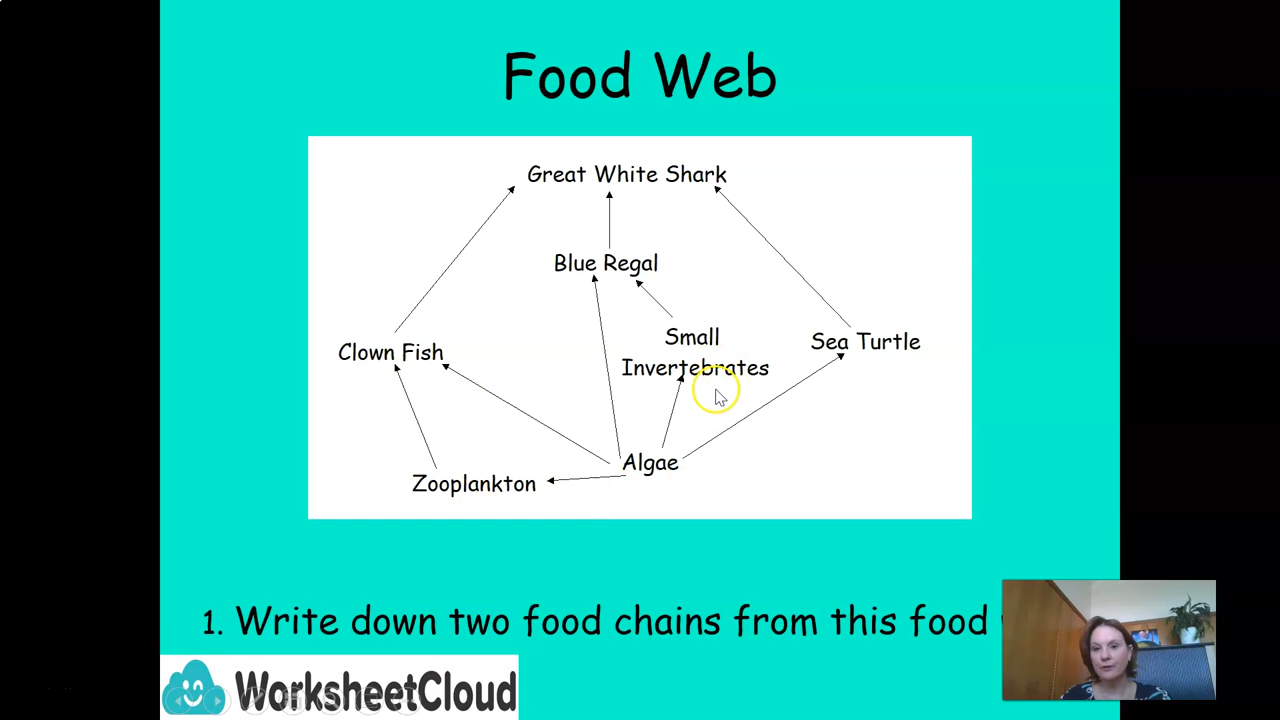 Food Web
Great White Shark
Blue Regal
Small
Invertebrates
Sea Turtle
Clown Fish
Algae
Zooplankton
1. Write down two food chains from this food
WorksheetCloud